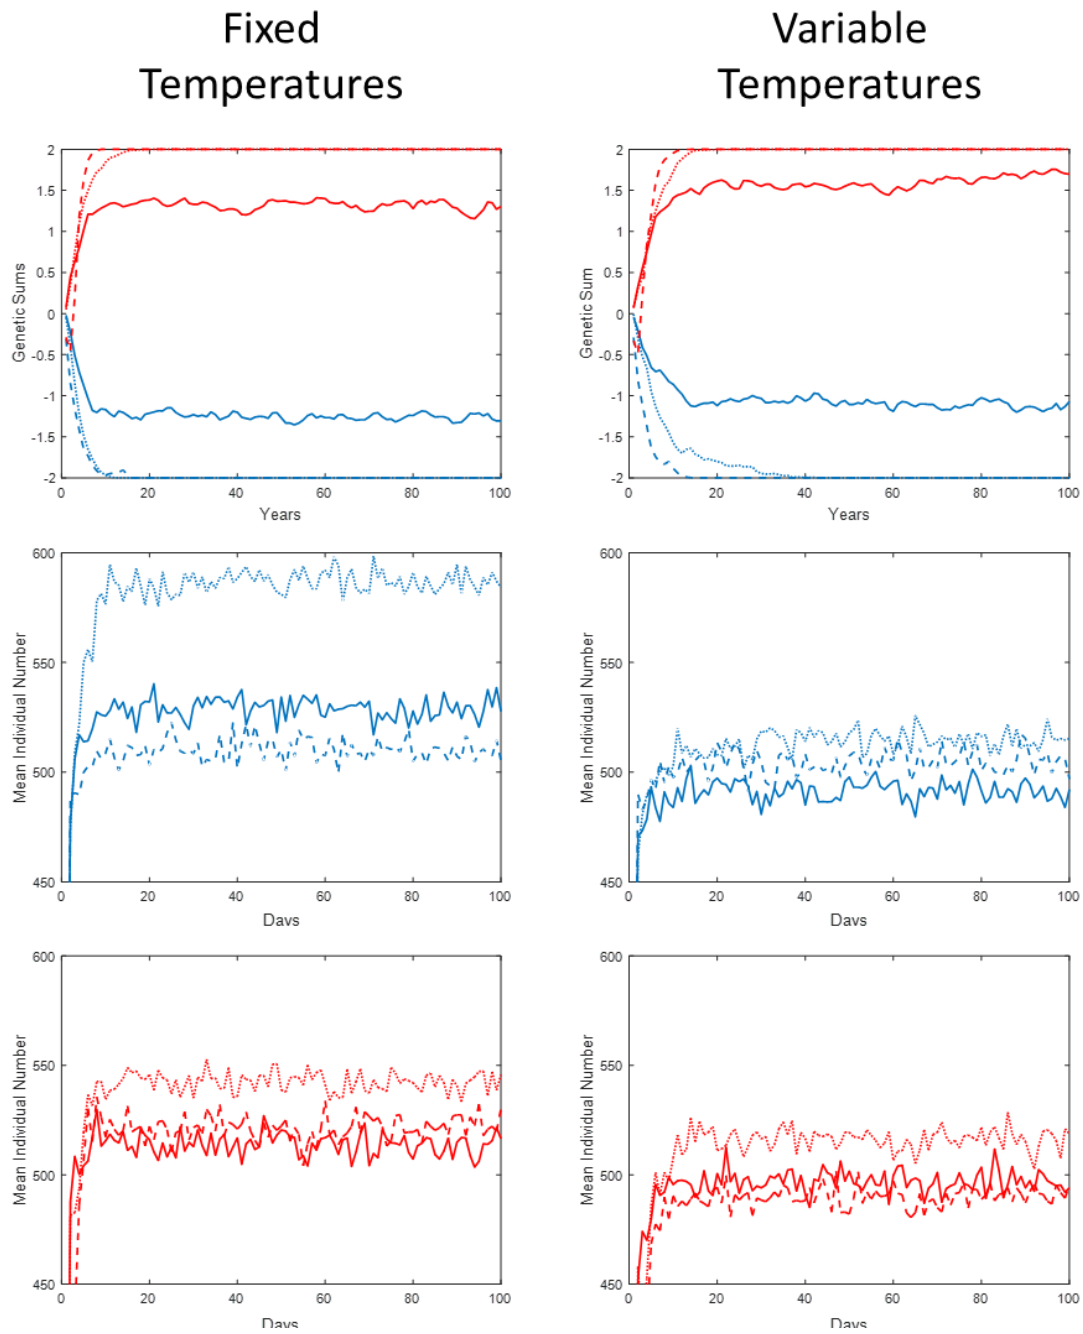 Fixed
Temperatures
Variable
Temperatures
2
1.5
1
0.5
0
-0.5
-1
-1.5
-2
0 20 40 60 80 100
Genetic Sums
Years
2
1.5
1
0.5
0
-0.5
-1
-1.5
-2
0 20 40 60 80 100
Genetic Sum
Years
600
550
500
450
0 20 40 60 80 100
Mean Individual Number
Days
600
550
500
450
0 20 40 60 80 100
Mean Individual Number
Days
600
550
500
450
0 20 40 60 80 100
Mean Individual Number
Days
600
550
500
450
0 20 40 60 80 100
Mean Individual Number
Days